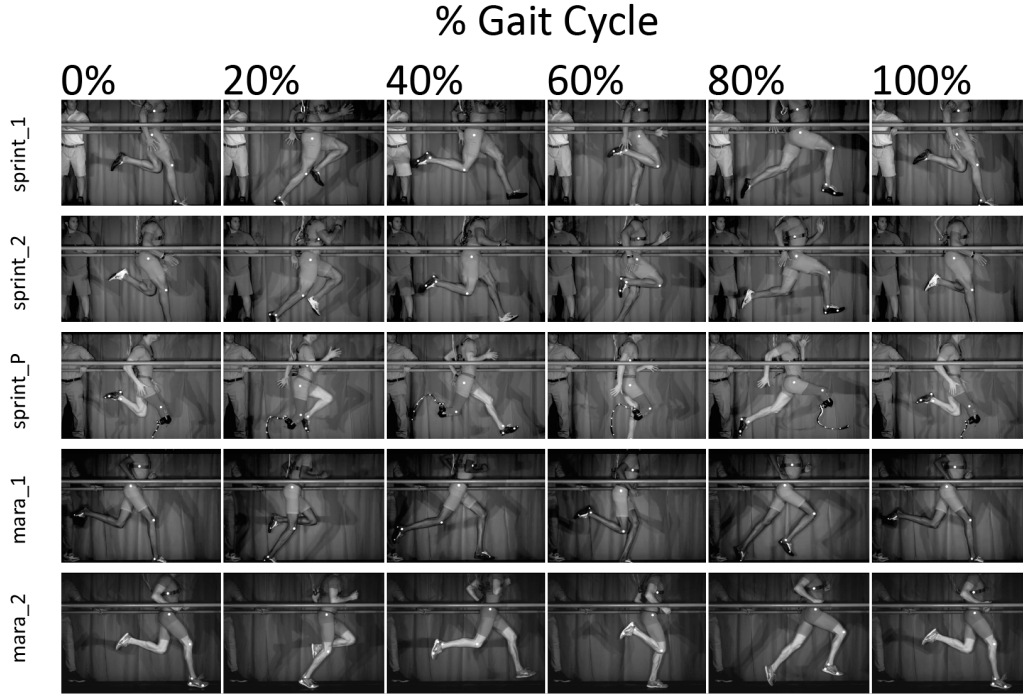 % Gait Cycle
0% 20% 40% 60% 80% 100%
sprint_1
sprint_2
sprint_P
mara_1
mara_2